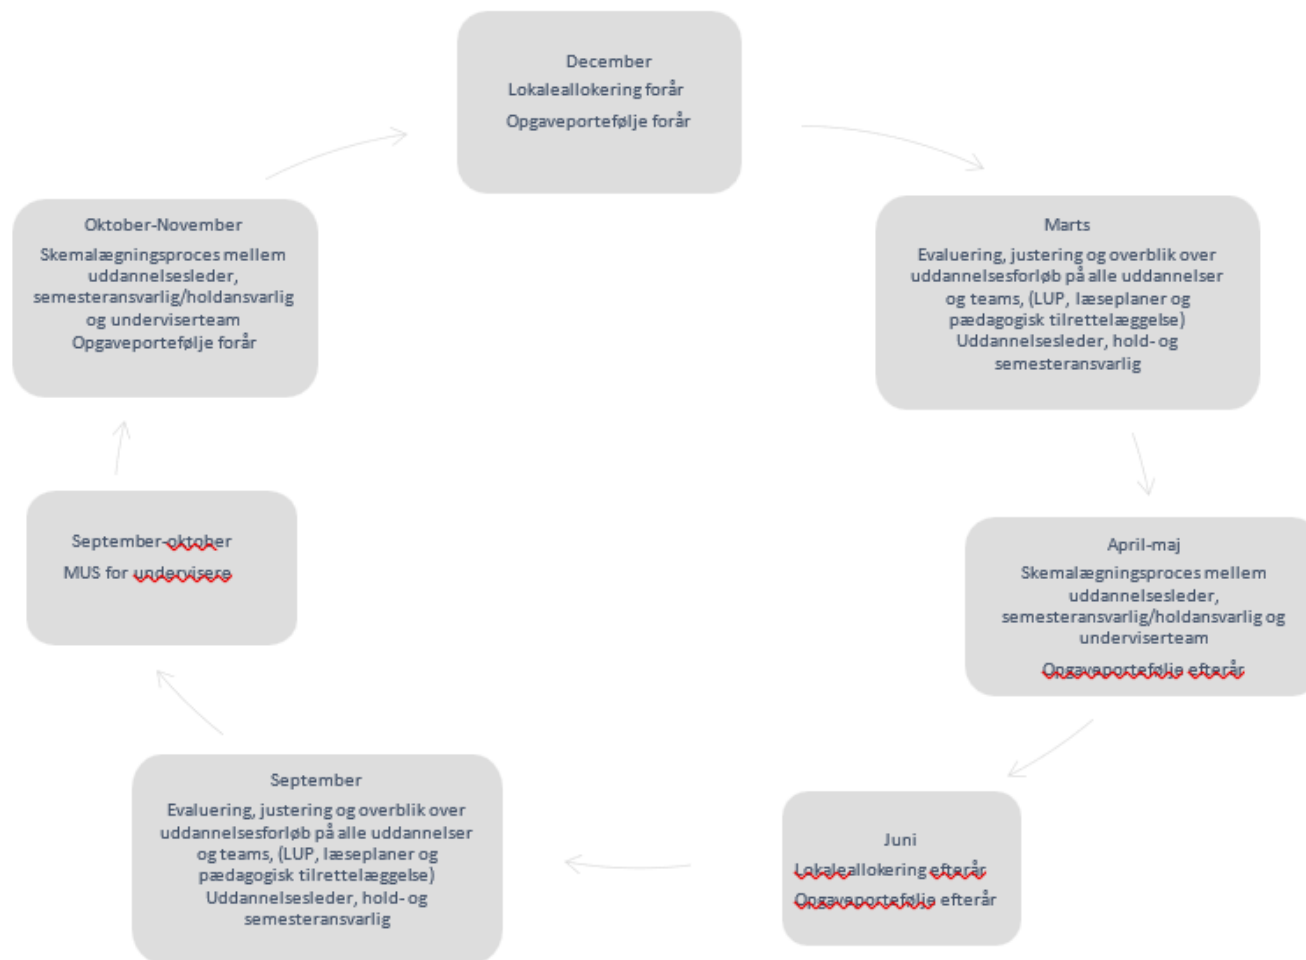 December
Lokaleallokering forår
Opgaveportefølje forår
Marts
Evaluering, justering og overblik over
uddannelsesforløb på alle uddannelser
og teams, (LUP, læseplaner og
pædagogisk tilrettelæggelse)
Uddannelsesleder, hold- og
semesteransvarlig
April-maj
Skemalægningsproces mellem
uddannelsesleder,
semesteransvarlig/holdansvarlig og
underviserteam
Opgaveportefølje efterår
Juni
Lokaleallokering efterår
Opgaveportefølje efterår
September
Evaluering, justering og overblik over
uddannelsesforløb på alle uddannelser
og teams, (LUP, læseplaner og
pædagogisk tilrettelæggelse)
Uddannelsesleder, hold- og
semesteransvarlig
September-oktober
MUS for undervisere
Oktober-November
Skemalægningsproces mellem
uddannelsesleder,
semesteransvarlig/holdansvarlig
og underviserteam
Opgaveportefølje forår